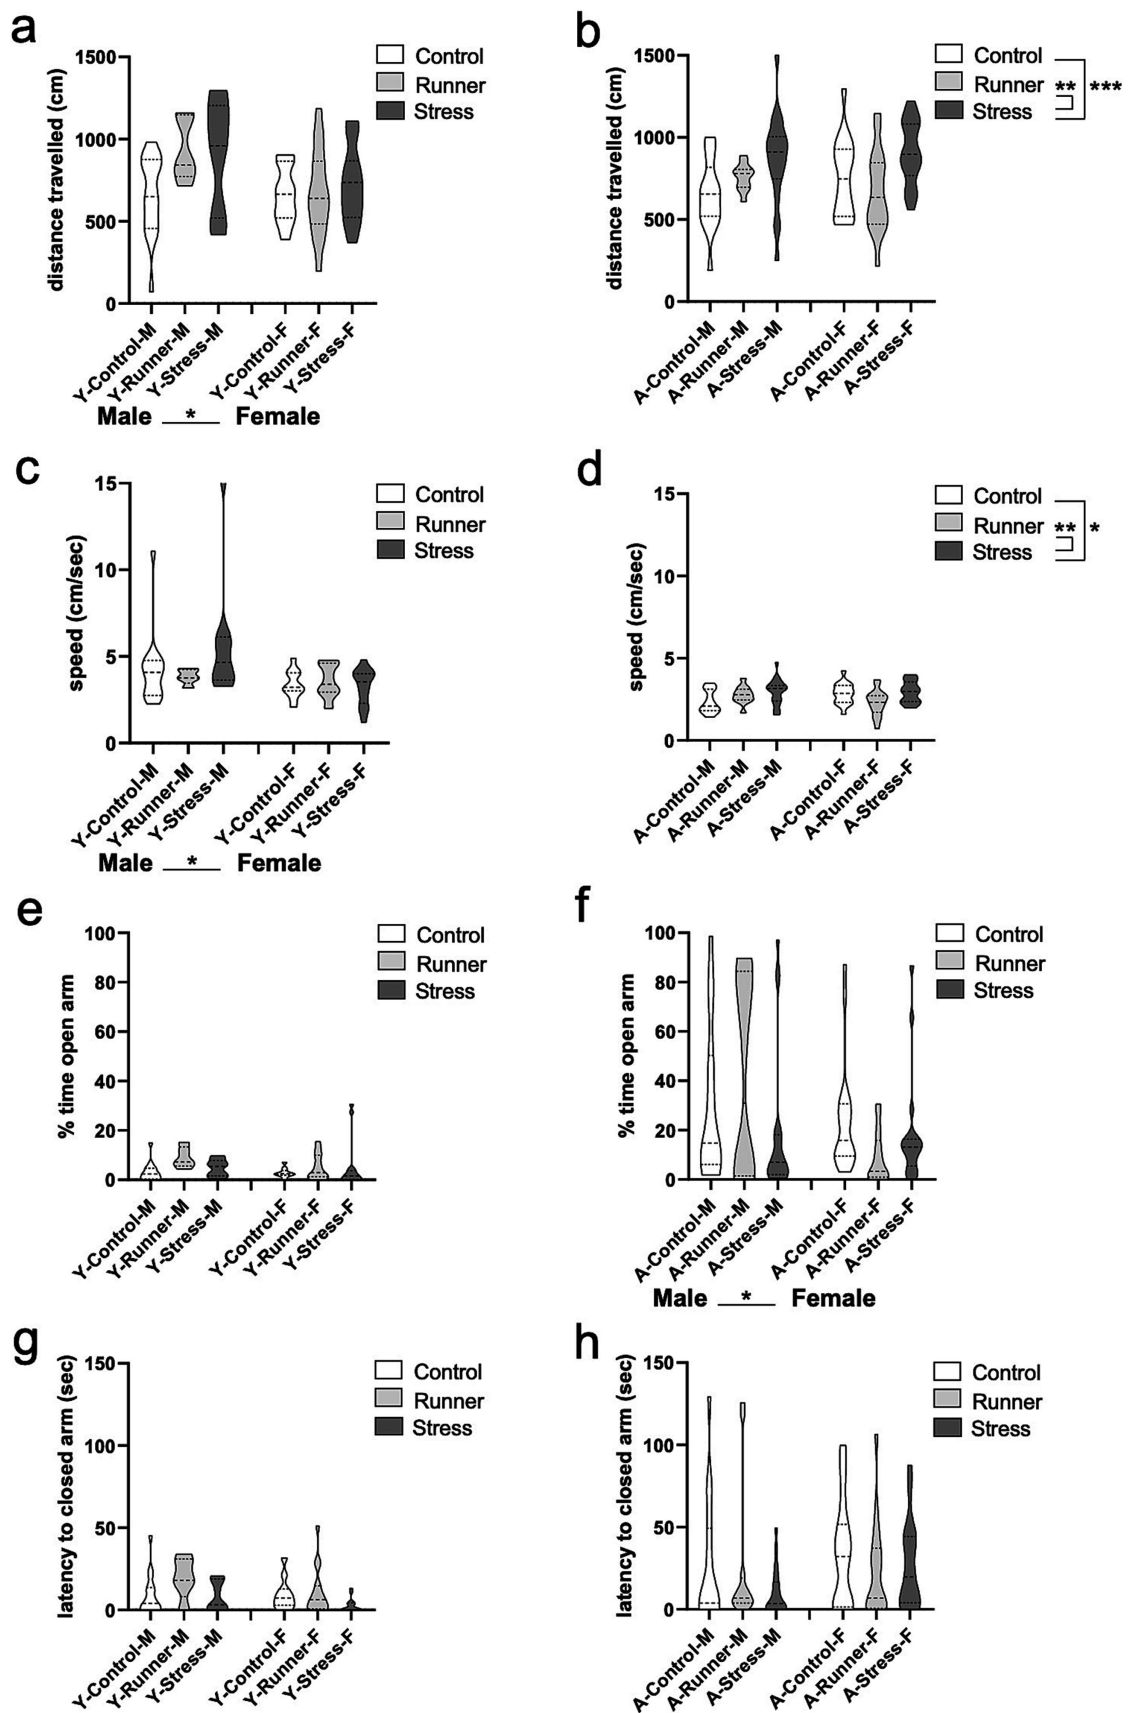 a
distance travelled (cm)
1500
1000
500
0
Control
Runner
Stress
Y-Control-M
Y-Runner-M
Y-Stress-M
Y-Control-F
Y-Runner-F
Y-Stress-F
Male * Female
b
distance travelled (cm)
1500
1000
500
0
Control
Runner ** ***
Stress
A-Control-M
A-Runner-M
A-Stress-M
A-Control-F
A-Runner-F
A-Stress-F
c
speed (cm/sec)
15
10
5
0
Control
Runner
Stress
Y-Control-M
Y-Runner-M
Y-Stress-M
Y-Control-F
Y-Runner-F
Y-Stress-F
Male * Female
d
speed (cm/sec)
15
10
5
0
Control
Runner ** *
Stress
A-Control-M
A-Runner-M
A-Stress-M
A-Control-F
A-Runner-F
A-Stress-F
e
% time open arm
100
80
60
40
20
0
Control
Runner
Stress
Y-Control-M
Y-Runner-M
Y-Stress-M
Y-Control-F
Y-Runner-F
Y-Stress-F
f
% time open arm
100
80
60
40
20
0
Control
Runner
Stress
A-Control-M
A-Runner-M
A-Stress-M
A-Control-F
A-Runner-F
A-Stress-F
Male * Female
g
latency to closed arm (sec)
150
100
50
0
Control
Runner
Stress
Y-Control-M
Y-Runner-M
Y-Stress-M
Y-Control-F
Y-Runner-F
Y-Stress-F
h
latency to closed arm (sec)
150
100
50
0
Control
Runner
Stress
A-Control-M
A-Runner-M
A-Stress-M
A-Control-F
A-Runner-F
A-Stress-F